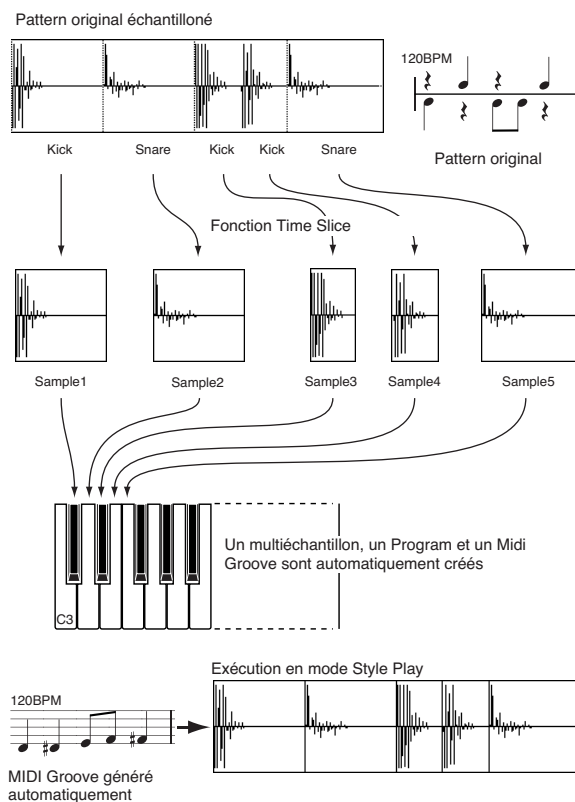 Pattern original échantilloné
120BPM
Kick
Snare
Kick
Kick
Snare
Pattern original
Fonction Time Slice
Sample1
Sample2
Sample3
Sample4
Sample5
Un multiéchantillon, un Program et un Midi
Groove sont automatiquement créés
C3
Exécution en mode Style Play
120BPM
MIDI Groove généré
automatiquement